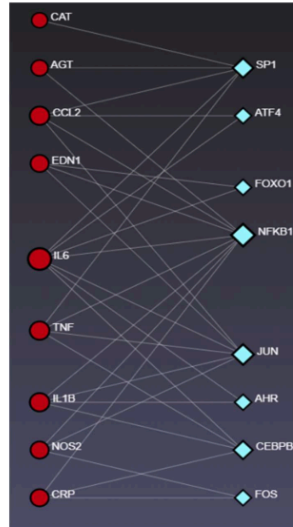 CAT
AGT
CCL2
EDN1
IL6
TNF
IL1B
NOS2
CRP
SP1
ATF4
FOXO1
NFKB1
JUN
AHR
CEBPB
FOS